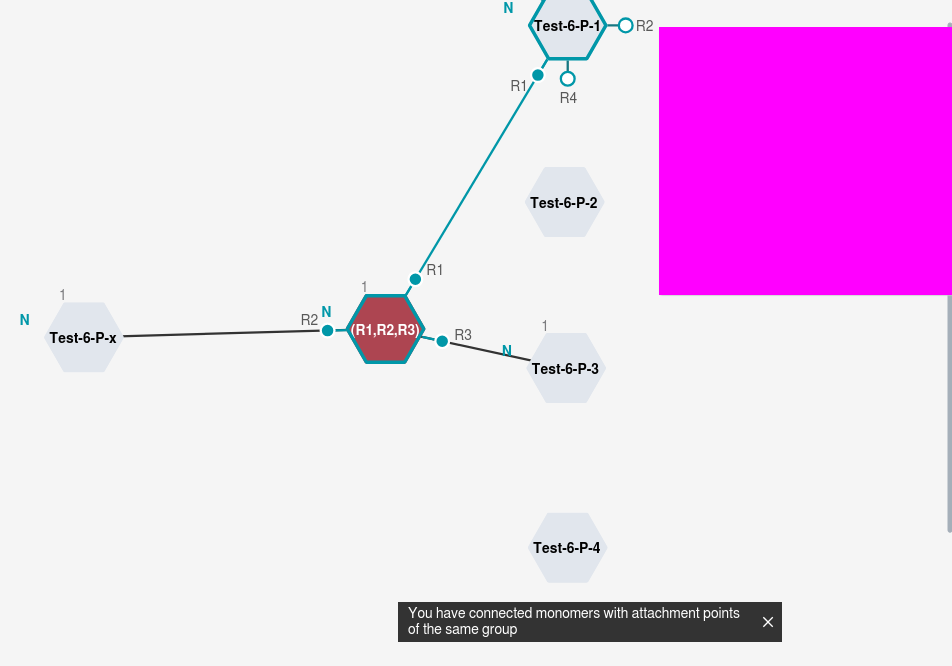 N
Test-6-P-1
R2
R1
R4
Test-6-P-2
R1
1
1
N
R2
N
(R1,R2,R3)
R3
1
N
Test-6-P-x
Test-6-P-3
Test-6-P-4
You have connected monomers with attachment points
of the same group